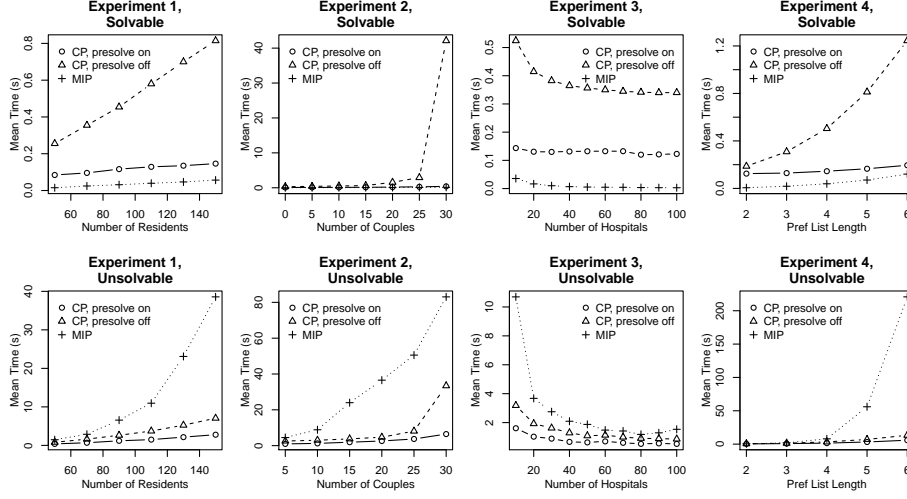 Experiment 1,
Solvable
CP, presolve on
CP, presolve off
MIP
Mean Time (s)
0.0 0.2 0.4 0.6 0.8
60 80 100 120 140
Number of Residents
Experiment 2,
Solvable
CP, presolve on
CP, presolve off
MIP
Mean Time (s)
0 10 20 30 40
0 5 10 15 20 25 30
Number of Couples
Experiment 3,
Solvable
CP, presolve on
CP, presolve off
MIP
Mean Time (s)
0.0 0.1 0.2 0.3 0.4 0.5
20 40 60 80 100
Number of Hospitals
Experiment 4,
Solvable
CP, presolve on
CP, presolve off
MIP
Mean Time (s)
0.0 0.4 0.8 1.2
2 3 4 5 6
Pref List Length
Experiment 1,
Unsolvable
CP, presolve on
CP, presolve off
MIP
Mean Time (s)
0 10 20 30 40
60 80 100 120 140
Number of Residents
Experiment 2,
Unsolvable
CP, presolve on
CP, presolve off
MIP
Mean Time (s)
0 20 40 60 80
5 10 15 20 25 30
Number of Couples
Experiment 3,
Unsolvable
CP, presolve on
CP, presolve off
MIP
Mean Time (s)
2 4 6 8 10
20 40 60 80 100
Number of Hospitals
Experiment 4,
Unsolvable
CP, presolve on
CP, presolve off
MIP
Mean Time (s)
0 50 100 150 200
2 3 4 5 6
Pref List Length